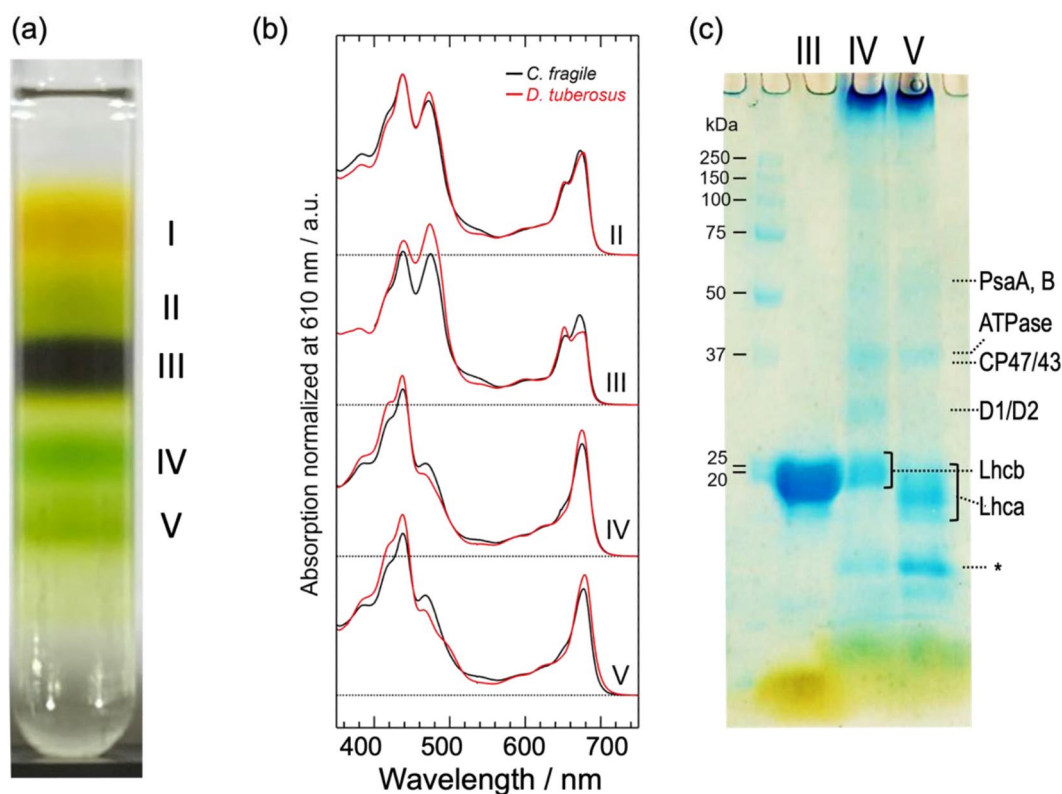 (a)
I
II
III
IV
V
(b)
C. fragile
D. tuberosus
II
III
IV
V
Absorption normalized at 610 nm / a.u.
400 500 600 700
Wavelength / nm
(c)
III IV V
kDa
250
150
100
75
50
37
25
20
PsaA, B
ATPase
CP47/43
D1/D2
Lhcb
Lhca
*